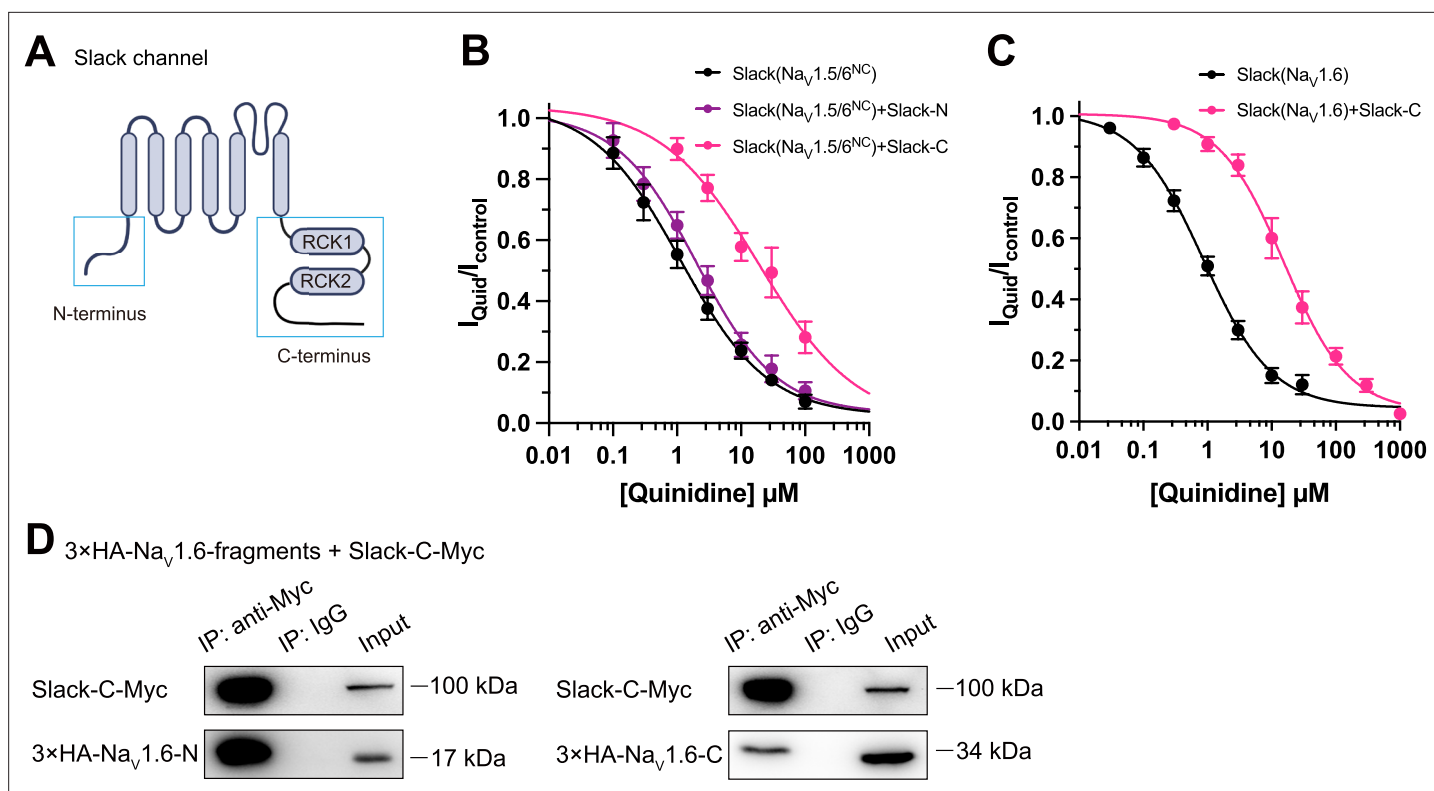 A Slack channel
RCK1
RCK2
N-terminus
C-terminus
B
Slack(NaV1.5/6NC)
Slack(NaV1.5/6NC)+Slack-N
Slack(NaV1.5/6NC)+Slack-C
IQuid/Icontrol
1.0
0.8
0.6
0.4
0.2
0.0
0.01 0.1 1 10 100 1000
[Quinidine] µM
C
Slack(NaV1.6)
Slack(NaV1.6)+Slack-C
IQuid/Icontrol
1.0
0.8
0.6
0.4
0.2
0.0
0.01 0.1 1 10 100 1000
[Quinidine] µM
D 3×HA-NaV1.6-fragments + Slack-C-Myc
IP: anti-Myc IP: IgG Input
Slack-C-Myc 100 kDa
3×HA-NaV1.6-N 17 kDa
IP: anti-Myc IP: IgG Input
Slack-C-Myc 100 kDa
3×HA-NaV1.6-C 34 kDa